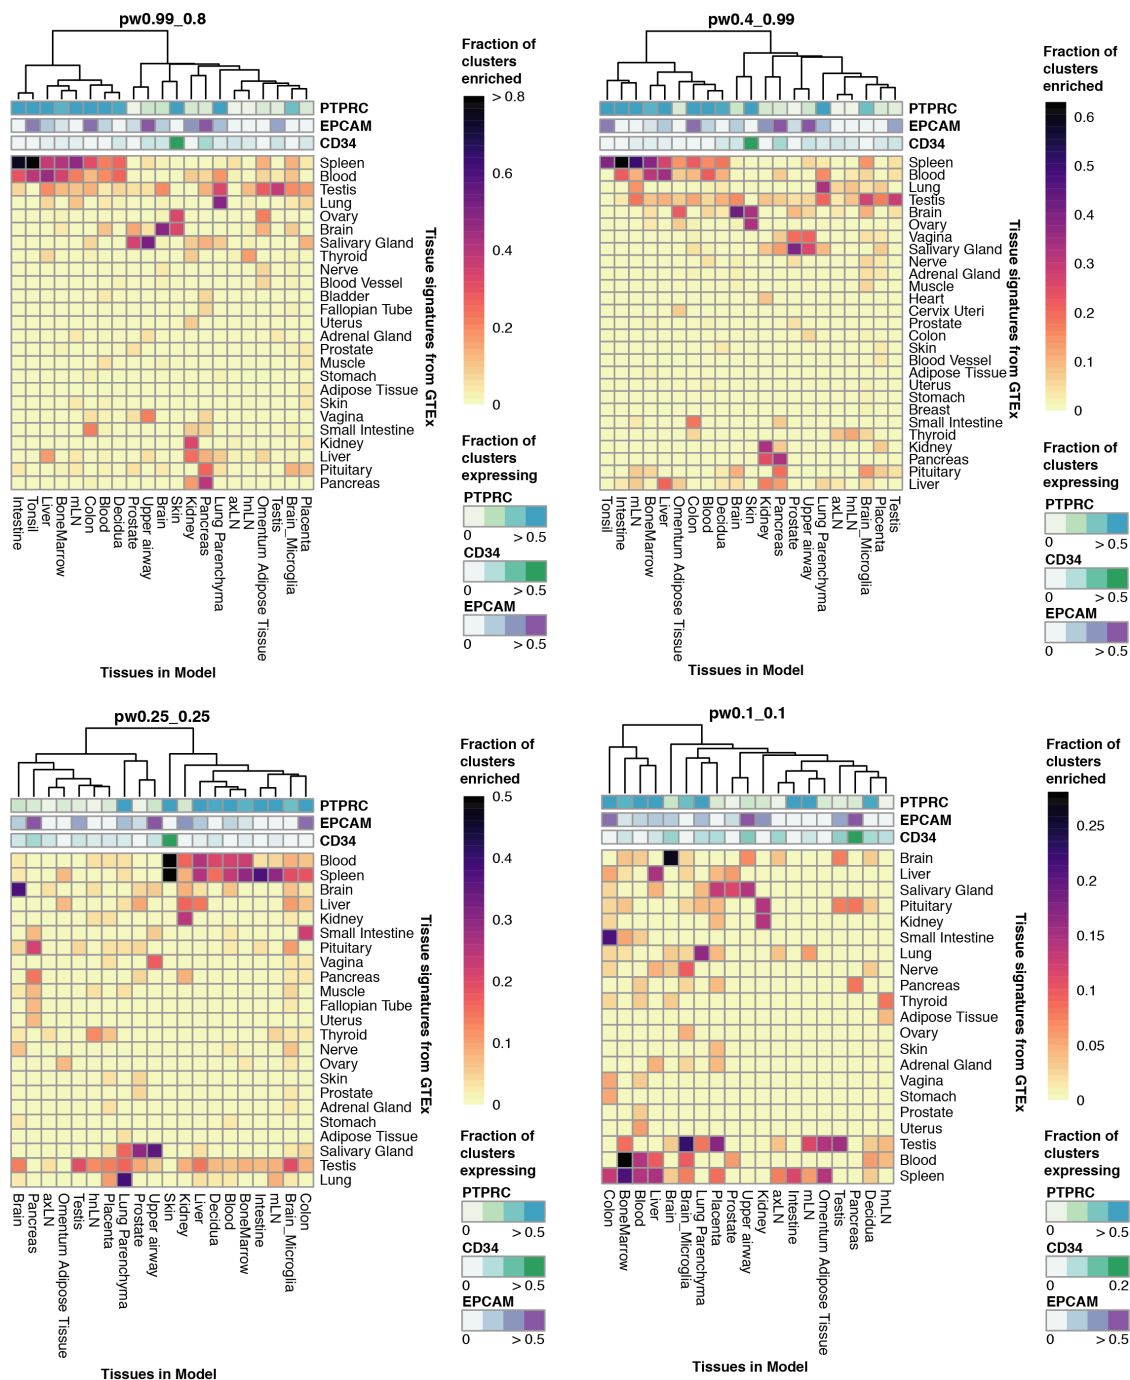 pw0.99_0.8
PTPRC
EPCAM
CD34
Spleen
Blood
Testis
Lung
Ovary
Brain
Salivary Gland
Thyroid
Nerve
Blood Vessel
Bladder
Fallopian Tube
Uterus
Adrenal Gland
Prostate
Muscle
Stomach
Adipose Tissue
Skin
Vagina
Small Intestine
Kidney
Liver
Pituitary
Pancreas
Tissue signatures from GTEx
Intestine
Tonsil
Liver
BoneMarrow
mLN
Colon
Blood
Decidua
Prostate
Upper airway
Brain
Skin
Kidney
Pancreas
Lung Parenchyma
axLN
hnLN
Omentum Adipose Tissue
Testis
Brain_Microglia
Placenta
Tissues in Model
Fraction of
clusters
enriched
> 0.8
0.6
0.4
0.2
0
Fraction of
clusters
expressing
PTPRC
0 > 0.5
CD34
0 > 0.5
EPCAM
0 > 0.5
pw0.4_0.99
PTPRC
EPCAM
CD34
Spleen
Blood
Lung
Testis
Brain
Ovary
Vagina
Salivary Gland
Nerve
Adrenal Gland
Muscle
Heart
Cervix Uteri
Prostate
Colon
Skin
Blood Vessel
Adipose Tissue
Uterus
Stomach
Breast
Small Intestine
Thyroid
Kidney
Pancreas
Pituitary
Liver
Tissue signatures from GTEx
Tonsil
Intestine
mLN
BoneMarrow
Liver
Omentum Adipose Tissue
Colon
Blood
Decidua
Brain
Skin
Kidney
Pancreas
Prostate
Upper airway
Lung Parenchyma
axLN
hnLN
Brain_Microglia
Placenta
Testis
Tissues in Model
Fraction of
clusters
enriched
0.6
0.5
0.4
0.3
0.2
0.1
0
Fraction of
clusters
expressing
PTPRC
0 > 0.5
CD34
0 > 0.5
EPCAM
0 > 0.5
pw0.25_0.25
PTPRC
EPCAM
CD34
Blood
Spleen
Brain
Liver
Kidney
Small Intestine
Pituitary
Vagina
Pancreas
Muscle
Fallopian Tube
Uterus
Thyroid
Nerve
Ovary
Skin
Prostate
Adrenal Gland
Stomach
Adipose Tissue
Salivary Gland
Testis
Lung
Tissue signatures from GTEx
Brain
Pancreas
axLN
Omentum Adipose Tissue
Testis
hnLN
Placenta
Lung Parenchyma
Prostate
Upper airway
Skin
Kidney
Liver
Decidua
Blood
BoneMarrow
Intestine
mLN
Brain_Microglia
Colon
Tissues in Model
Fraction of
clusters
enriched
0.5
0.4
0.3
0.2
0.1
0
Fraction of
clusters
expressing
PTPRC
0 > 0.5
CD34
0 > 0.5
EPCAM
0 > 0.5
pw0.1_0.1
PTPRC
EPCAM
CD34
Brain
Liver
Salivary Gland
Pituitary
Kidney
Small Intestine
Lung
Nerve
Pancreas
Thyroid
Adipose Tissue
Ovary
Skin
Adrenal Gland
Vagina
Stomach
Prostate
Uterus
Testis
Blood
Spleen
Tissue signatures from GTEx
Colon
BoneMarrow
Blood
Liver
Brain
Brain_Microglia
Lung Parenchyma
Placenta
Prostate
Upper airway
Kidney
axLN
Intestine
mLN
Omentum Adipose Tissue
Testis
Pancreas
Decidua
hnLN
Tissues in Model
Fraction of
clusters
enriched
0.25
0.2
0.15
0.1
0.05
0
Fraction of
clusters
expressing
PTPRC
0 > 0.5
CD34
0 0.2
EPCAM
0 > 0.5